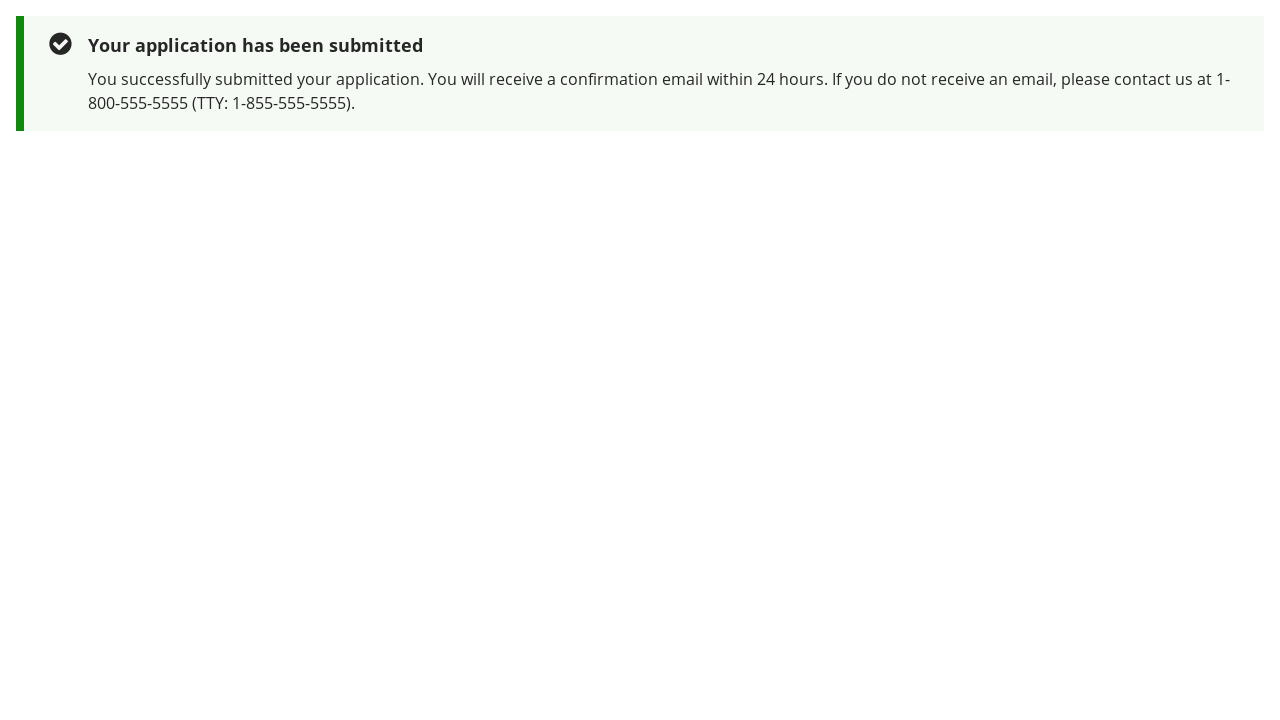 Your application has been submitted
You successfully submitted your application. You will receive a confirmation email within 24 hours. If you do not receive an email, please contact us at 1-
800-555-5555 (TTY: 1-855-555-5555).